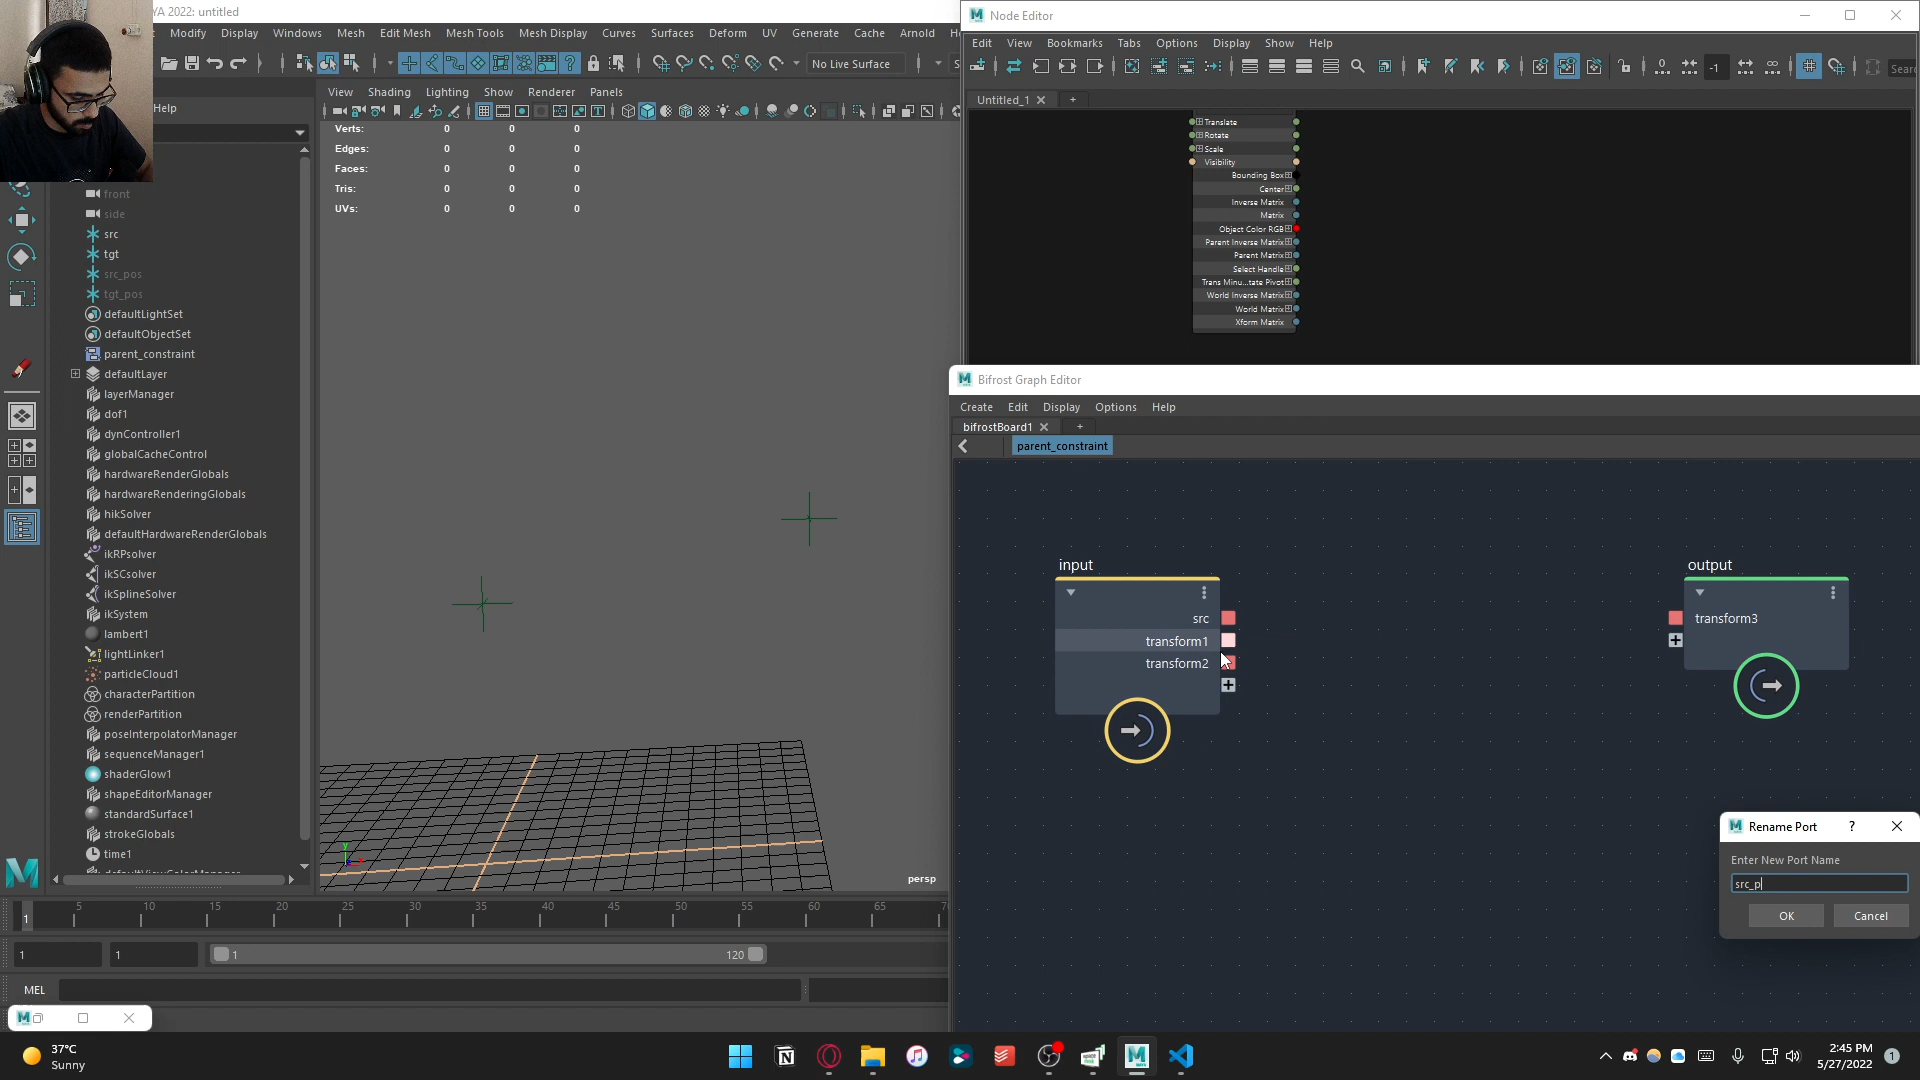 YA 2022: untitled
Modify Display Windows Mesh Edit Mesh Mesh Tools Mesh Display Curves Surfaces Deform UV Generate Cache Arnold
No Live Surface
Help
View Shading Lighting Show Renderer Panels
Verts: 0 0 0
Edges: 0 0 0
Faces: 0 0 0
Tris: 0 0 0
UVs: 0 0 0
front
side
src
tgt
src_pos
tgt_pos
defaultLightSet
defaultObjectSet
parent_constraint
defaultLayer
layerManager
dof1
dynController1
globalCacheControl
hardwareRenderGlobals
hardwareRenderingGlobals
hikSolver
defaultHardwareRenderGlobals
ikRPsolver
ikSCsolver
ikSplineSolver
ikSystem
lambert1
lightLinker1
particleCloud1
characterPartition
renderPartition
poseInterpolatorManager
sequenceManager1
shaderGlow1
shapeEditorManager
standardSurface1
strokeGlobals
time1
y
persp
1 5 10 15 20 25 30 35 40 45 50 55 60 65
1 1 1 120
MEL
Node Editor
Edit View Bookmarks Tabs Options Display Show Help
-1
Sear
Untitled_1
Translate
Rotate
Scale
Visibility
Bounding Box
Center
Inverse Matrix
Matrix
Object Color RGB
Parent Inverse Matrix
Parent Matrix
Select Handle
Trans Minu...tate Pivot
World Inverse Matrix
World Matrix
Xform Matrix
Bifrost Graph Editor
Create Edit Display Options Help
bifrostBoard1
parent_constraint
input
src
transform1
transform2
output
transform3
Rename Port
Enter New Port Name
src_p
OK Cancel
37°C
Sunny
2:45 PM
5/27/2022
1